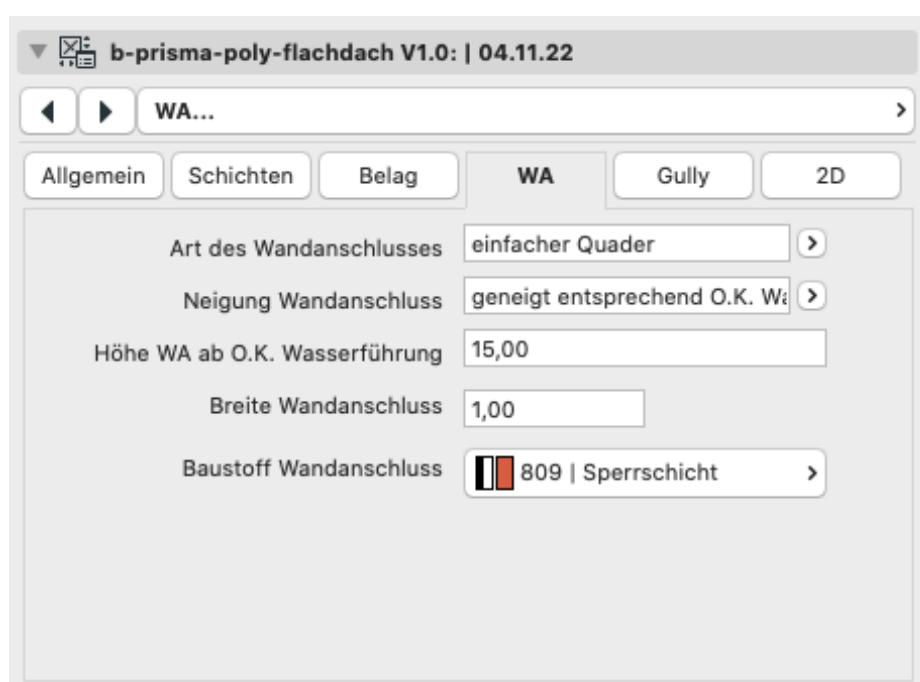 b-prisma-poly-flachdach V1.0: | 04.11.22
WA...
Allgemein Schichten Belag WA Gully 2D
Art des Wandanschlusses einfacher Quader
Neigung Wandanschluss geneigt entsprechend O.K.
Höhe WA ab O.K. Wasserführung 15,00
Breite Wandanschluss 1,00
Baustoff Wandanschluss 809 | Sperrschicht